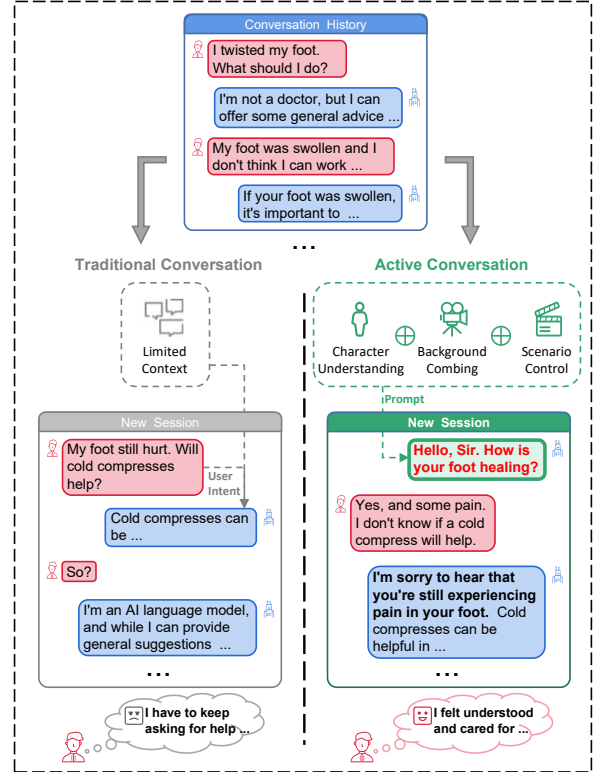 Conversation History
I twisted my foot.
What should I do?
I'm not a doctor, but I can
offer some general advice ...
My foot was swollen and I
don't think I can work ...
If your foot was swollen,
it's important to ...
...
Traditional Conversation
Limited
Context
New Session
My foot still hurt. Will
cold compresses
help?
User
Intent
Cold compresses can
be ...
So?
I'm an AI language model,
and while I can provide
general suggestions ...
...
I have to keep
asking for help ...
Active Conversation
Character
Understanding
Background
Combing
Scenario
Control
Prompt
New Session
Hello, Sir. How is
your foot healing?
Yes, and some pain.
I don't know if a cold
compress will help.
I'm sorry to hear that
you're still experiencing
pain in your foot. Cold
compresses can be
helpful in ...
...
I felt understood
and cared for ...